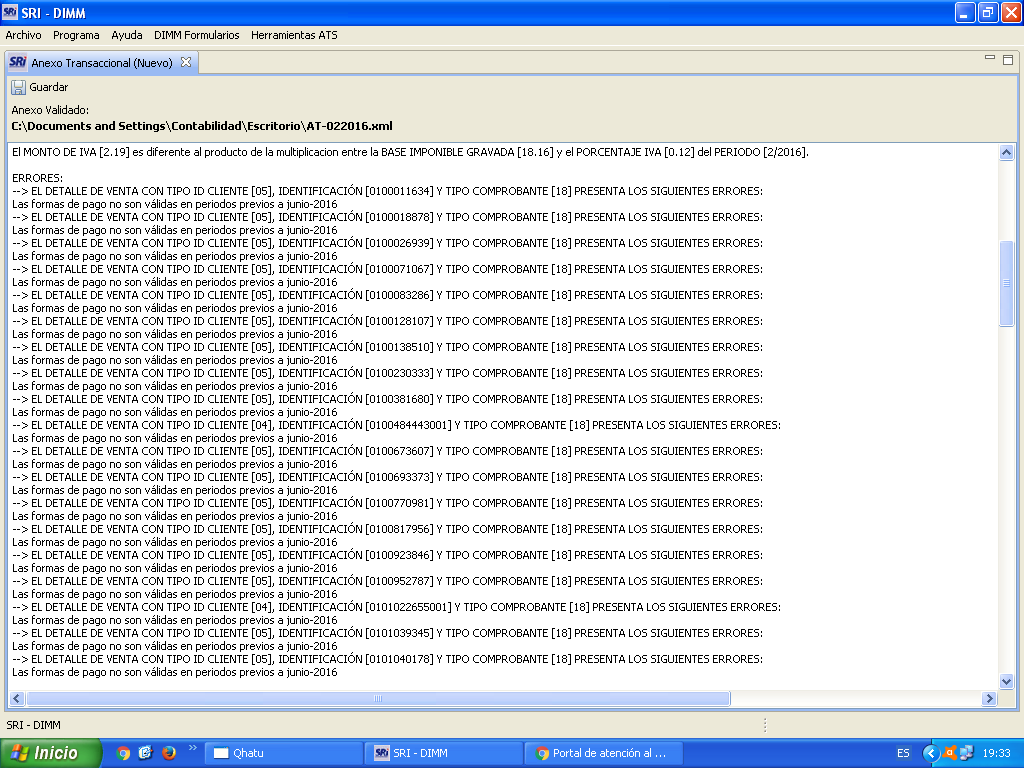 SRi SRI - DIMM
Archivo Programa Ayuda DIMM Formularios Herramientas ATS
SRi Anexo Transaccional (Nuevo)
Guardar
Anexo Validado:
C:\Documents and Settings\Contabilidad\Escritorio\AT-022016.xml
El MONTO DE IVA [2.19] es diferente al producto de la multiplicacion entre la BASE IMPONIBLE GRAVADA [18.16] y el PORCENTAJE IVA [0.12] del PERIODO [2/2016].
ERRORES:
--> EL DETALLE DE VENTA CON TIPO ID CLIENTE [05], IDENTIFICACIÓN [0100011634] Y TIPO COMPROBANTE [18] PRESENTA LOS SIGUIENTES ERRORES:
Las formas de pago no son válidas en periodos previos a junio-2016
--> EL DETALLE DE VENTA CON TIPO ID CLIENTE [05], IDENTIFICACIÓN [0100018878] Y TIPO COMPROBANTE [18] PRESENTA LOS SIGUIENTES ERRORES:
Las formas de pago no son válidas en periodos previos a junio-2016
--> EL DETALLE DE VENTA CON TIPO ID CLIENTE [05], IDENTIFICACIÓN [0100026939] Y TIPO COMPROBANTE [18] PRESENTA LOS SIGUIENTES ERRORES:
Las formas de pago no son válidas en periodos previos a junio-2016
--> EL DETALLE DE VENTA CON TIPO ID CLIENTE [05], IDENTIFICACIÓN [0100071067] Y TIPO COMPROBANTE [18] PRESENTA LOS SIGUIENTES ERRORES:
Las formas de pago no son válidas en periodos previos a junio-2016
--> EL DETALLE DE VENTA CON TIPO ID CLIENTE [05], IDENTIFICACIÓN [0100083286] Y TIPO COMPROBANTE [18] PRESENTA LOS SIGUIENTES ERRORES:
Las formas de pago no son válidas en periodos previos a junio-2016
--> EL DETALLE DE VENTA CON TIPO ID CLIENTE [05], IDENTIFICACIÓN [0100128107] Y TIPO COMPROBANTE [18] PRESENTA LOS SIGUIENTES ERRORES:
Las formas de pago no son válidas en periodos previos a junio-2016
--> EL DETALLE DE VENTA CON TIPO ID CLIENTE [05], IDENTIFICACIÓN [0100138510] Y TIPO COMPROBANTE [18] PRESENTA LOS SIGUIENTES ERRORES:
Las formas de pago no son válidas en periodos previos a junio-2016
--> EL DETALLE DE VENTA CON TIPO ID CLIENTE [05], IDENTIFICACIÓN [0100230333] Y TIPO COMPROBANTE [18] PRESENTA LOS SIGUIENTES ERRORES:
Las formas de pago no son válidas en periodos previos a junio-2016
--> EL DETALLE DE VENTA CON TIPO ID CLIENTE [05], IDENTIFICACIÓN [0100381680] Y TIPO COMPROBANTE [18] PRESENTA LOS SIGUIENTES ERRORES:
Las formas de pago no son válidas en periodos previos a junio-2016
--> EL DETALLE DE VENTA CON TIPO ID CLIENTE [04], IDENTIFICACIÓN [0100484443001] Y TIPO COMPROBANTE [18] PRESENTA LOS SIGUIENTES ERRORES:
Las formas de pago no son válidas en periodos previos a junio-2016
--> EL DETALLE DE VENTA CON TIPO ID CLIENTE [05], IDENTIFICACIÓN [0100673607] Y TIPO COMPROBANTE [18] PRESENTA LOS SIGUIENTES ERRORES:
Las formas de pago no son válidas en periodos previos a junio-2016
--> EL DETALLE DE VENTA CON TIPO ID CLIENTE [05], IDENTIFICACIÓN [0100693373] Y TIPO COMPROBANTE [18] PRESENTA LOS SIGUIENTES ERRORES:
Las formas de pago no son válidas en periodos previos a junio-2016
--> EL DETALLE DE VENTA CON TIPO ID CLIENTE [05], IDENTIFICACIÓN [0100770981] Y TIPO COMPROBANTE [18] PRESENTA LOS SIGUIENTES ERRORES:
Las formas de pago no son válidas en periodos previos a junio-2016
--> EL DETALLE DE VENTA CON TIPO ID CLIENTE [05], IDENTIFICACIÓN [0100817956] Y TIPO COMPROBANTE [18] PRESENTA LOS SIGUIENTES ERRORES:
Las formas de pago no son válidas en periodos previos a junio-2016
--> EL DETALLE DE VENTA CON TIPO ID CLIENTE [05], IDENTIFICACIÓN [0100923846] Y TIPO COMPROBANTE [18] PRESENTA LOS SIGUIENTES ERRORES:
Las formas de pago no son válidas en periodos previos a junio-2016
--> EL DETALLE DE VENTA CON TIPO ID CLIENTE [05], IDENTIFICACIÓN [0100952787] Y TIPO COMPROBANTE [18] PRESENTA LOS SIGUIENTES ERRORES:
Las formas de pago no son válidas en periodos previos a junio-2016
--> EL DETALLE DE VENTA CON TIPO ID CLIENTE [04], IDENTIFICACIÓN [0101022655001] Y TIPO COMPROBANTE [18] PRESENTA LOS SIGUIENTES ERRORES:
Las formas de pago no son válidas en periodos previos a junio-2016
--> EL DETALLE DE VENTA CON TIPO ID CLIENTE [05], IDENTIFICACIÓN [0101039345] Y TIPO COMPROBANTE [18] PRESENTA LOS SIGUIENTES ERRORES:
Las formas de pago no son válidas en periodos previos a junio-2016
--> EL DETALLE DE VENTA CON TIPO ID CLIENTE [05], IDENTIFICACIÓN [0101040178] Y TIPO COMPROBANTE [18] PRESENTA LOS SIGUIENTES ERRORES:
Las formas de pago no son válidas en periodos previos a junio-2016
SRI - DIMM
Inicio Qhatu SRi SRI - DIMM Portal de atención al ... ES 19:33